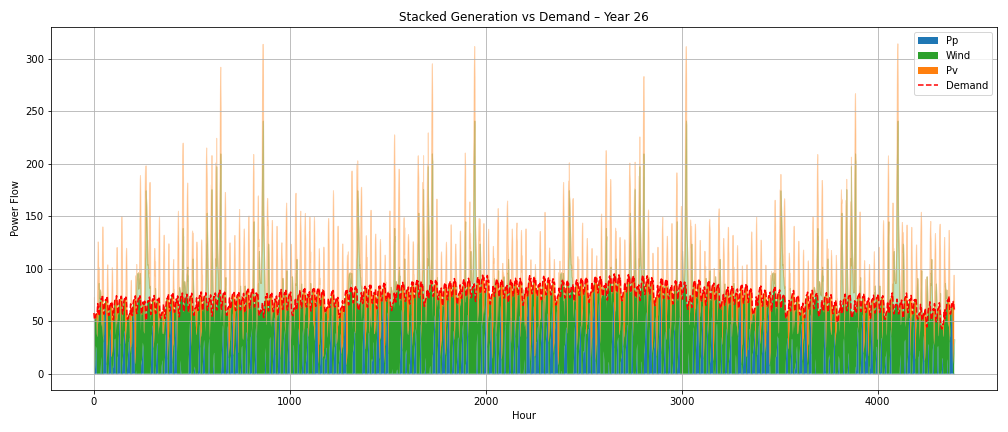 Stacked Generation vs Demand – Year 26
Power Flow
300
250
200
150
100
50
0
0 1000 2000 3000 4000
Hour
Pp
Wind
Pv
Demand